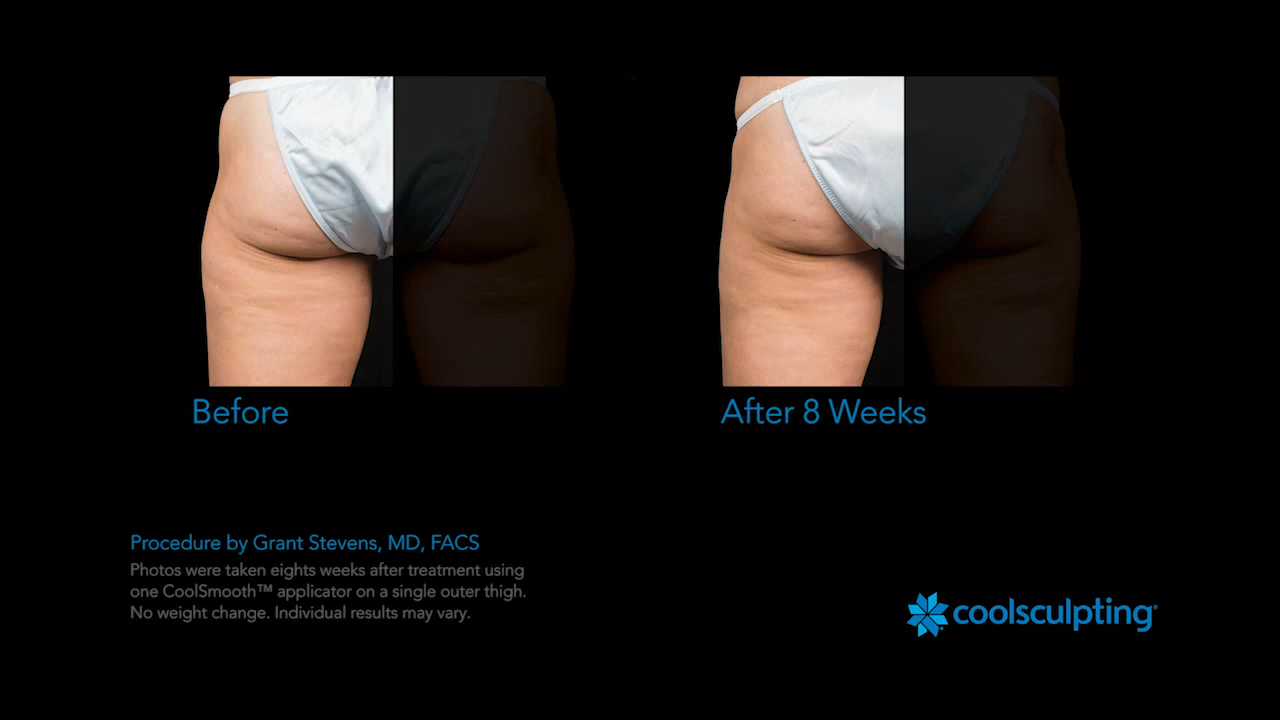 Before
After 8 Weeks
Procedure by Grant Stevens, MD, FACS
Photos were taken eights weeks after treatment using
one CoolSmooth™ applicator on a single outer thigh.
No weight change. Individual results may vary.
coolsculpting®